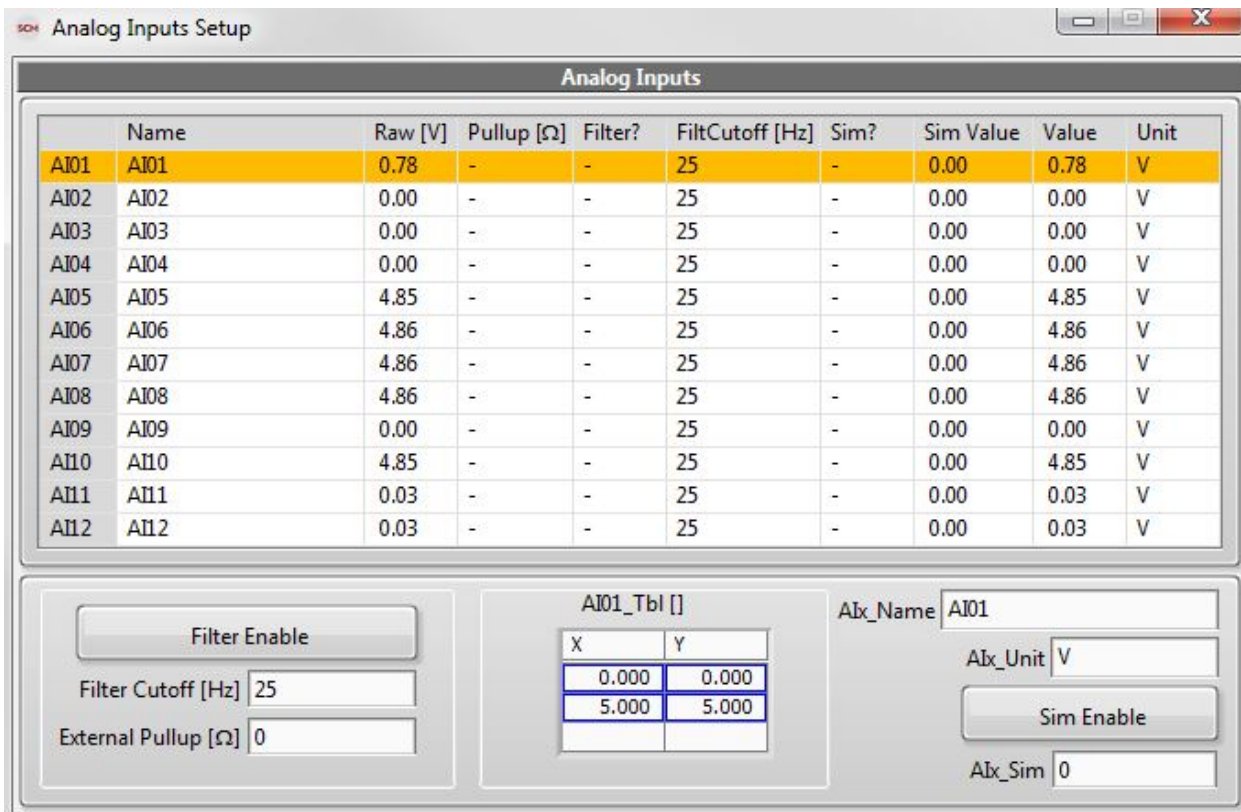 SCM Analog Inputs Setup
Analog Inputs
Name Raw [V] Pullup [Ω] Filter? FiltCutoff [Hz] Sim? Sim Value Value Unit
AI01 AI01 0.78 - - 25 - 0.00 0.78 V
AI02 AI02 0.00 - - 25 - 0.00 0.00 V
AI03 AI03 0.00 - - 25 - 0.00 0.00 V
AI04 AI04 0.00 - - 25 - 0.00 0.00 V
AI05 AI05 4.85 - - 25 - 0.00 4.85 V
AI06 AI06 4.86 - - 25 - 0.00 4.86 V
AI07 AI07 4.86 - - 25 - 0.00 4.86 V
AI08 AI08 4.86 - - 25 - 0.00 4.86 V
AI09 AI09 0.00 - - 25 - 0.00 0.00 V
AI10 AI10 4.85 - - 25 - 0.00 4.85 V
AI11 AI11 0.03 - - 25 - 0.00 0.03 V
AI12 AI12 0.03 - - 25 - 0.00 0.03 V
Filter Enable
Filter Cutoff [Hz] 25
External Pullup [Ω] 0
AI01_Tbl []
X Y
0.000 0.000
5.000 5.000
AIx_Name AI01
AIx_Unit V
Sim Enable
AIx_Sim 0